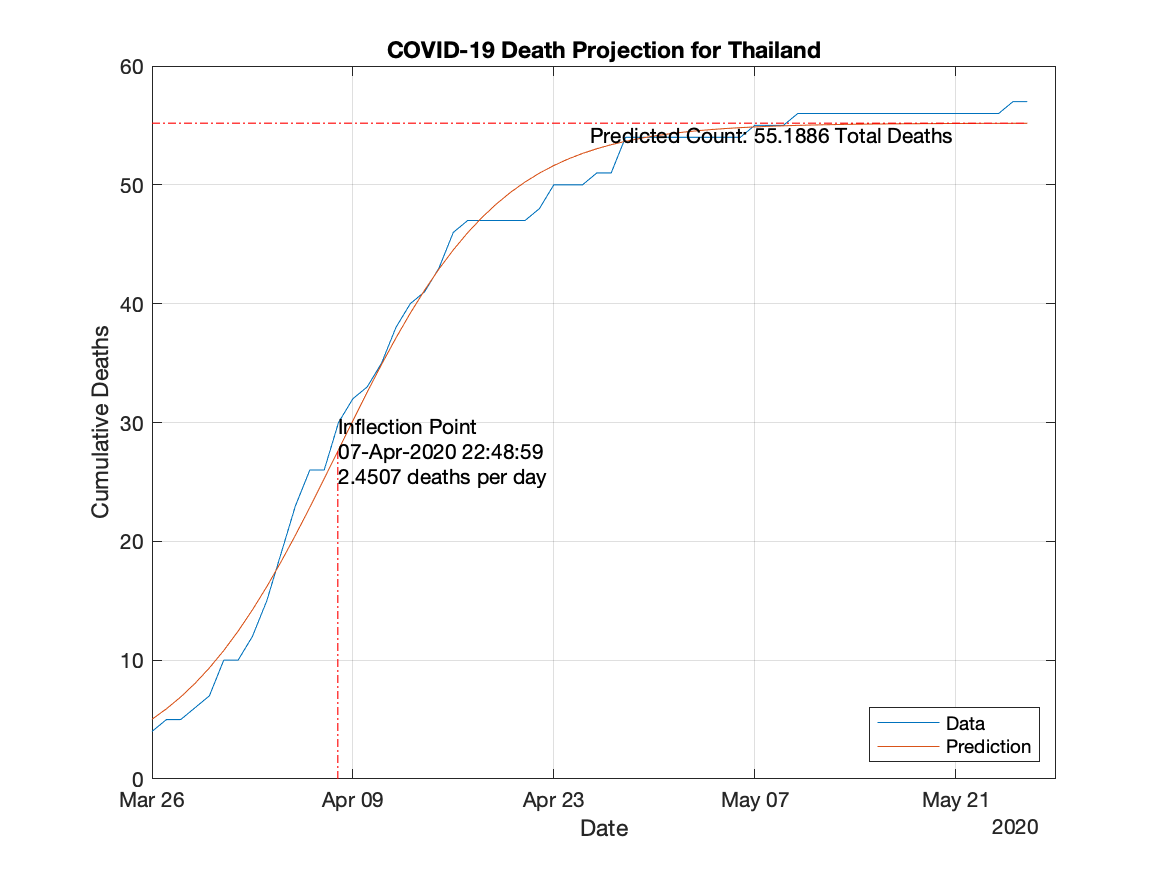 COVID-19 Death Projection for Thailand
60
50
40
30
20
10
0
Cumulative Deaths
Predicted Count: 55.1886 Total Deaths
Inflection Point
07-Apr-2020 22:48:59
2.4507 deaths per day
Data
Prediction
Mar 26
Apr 09
Apr 23
May 07
May 21
Date
2020